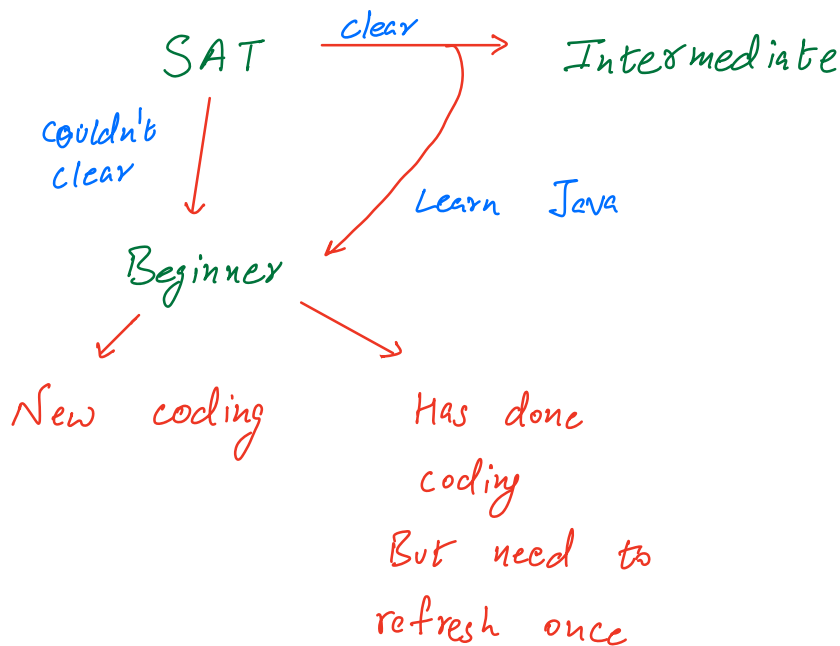 clear
SAT
Intermediate
couldn't
clear
Learn Java
Beginner
New coding
Has done
coding
But need to
refresh once